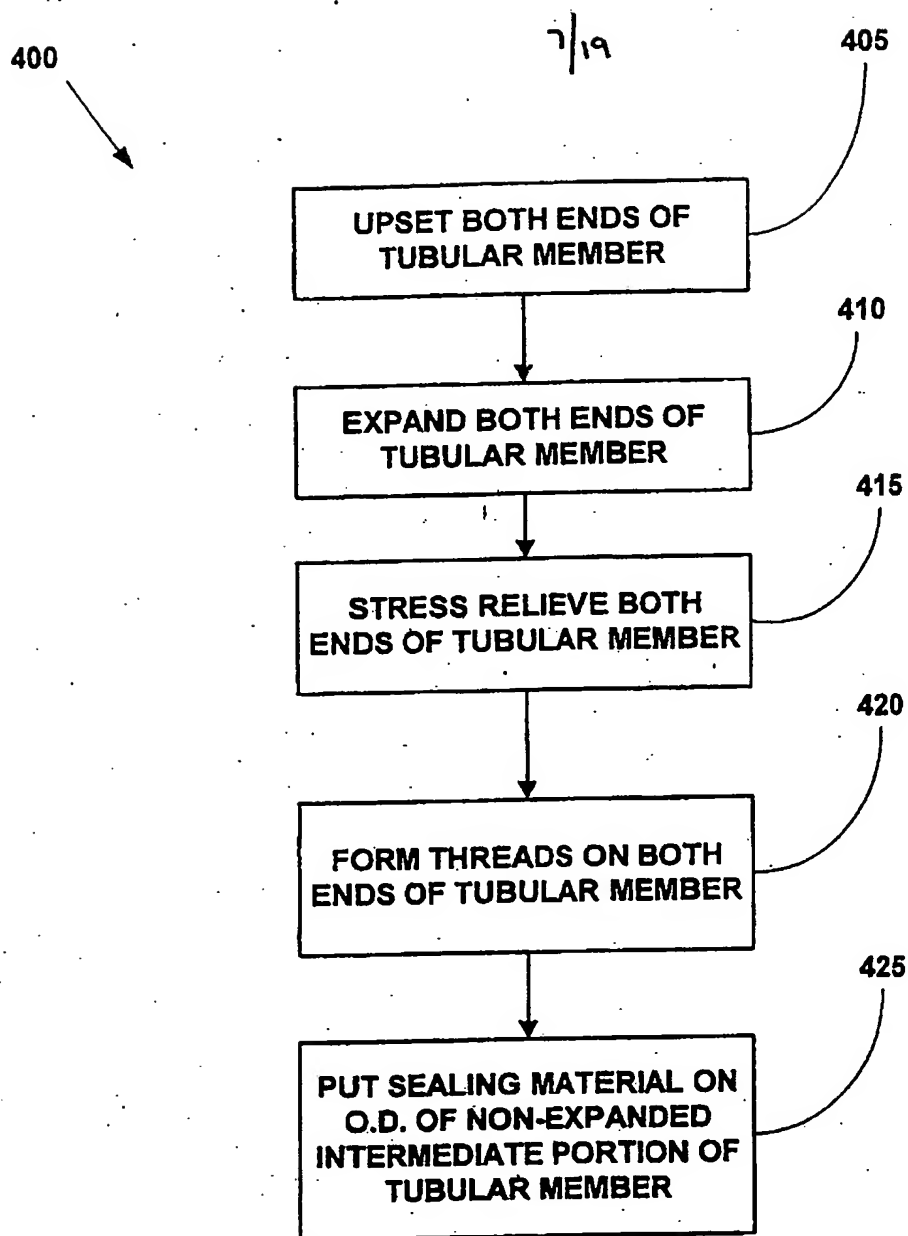 7/19
400
405
UPSET BOTH ENDS OF
TUBULAR MEMBER
410
EXPAND BOTH ENDS OF
TUBULAR MEMBER
415
STRESS RELIEVE BOTH
ENDS OF TUBULAR MEMBER
420
FORM THREADS ON BOTH
ENDS OF TUBULAR MEMBER
425
PUT SEALING MATERIAL ON
O.D. OF NON-EXPANDED
INTERMEDIATE PORTION OF
TUBULAR MEMBER